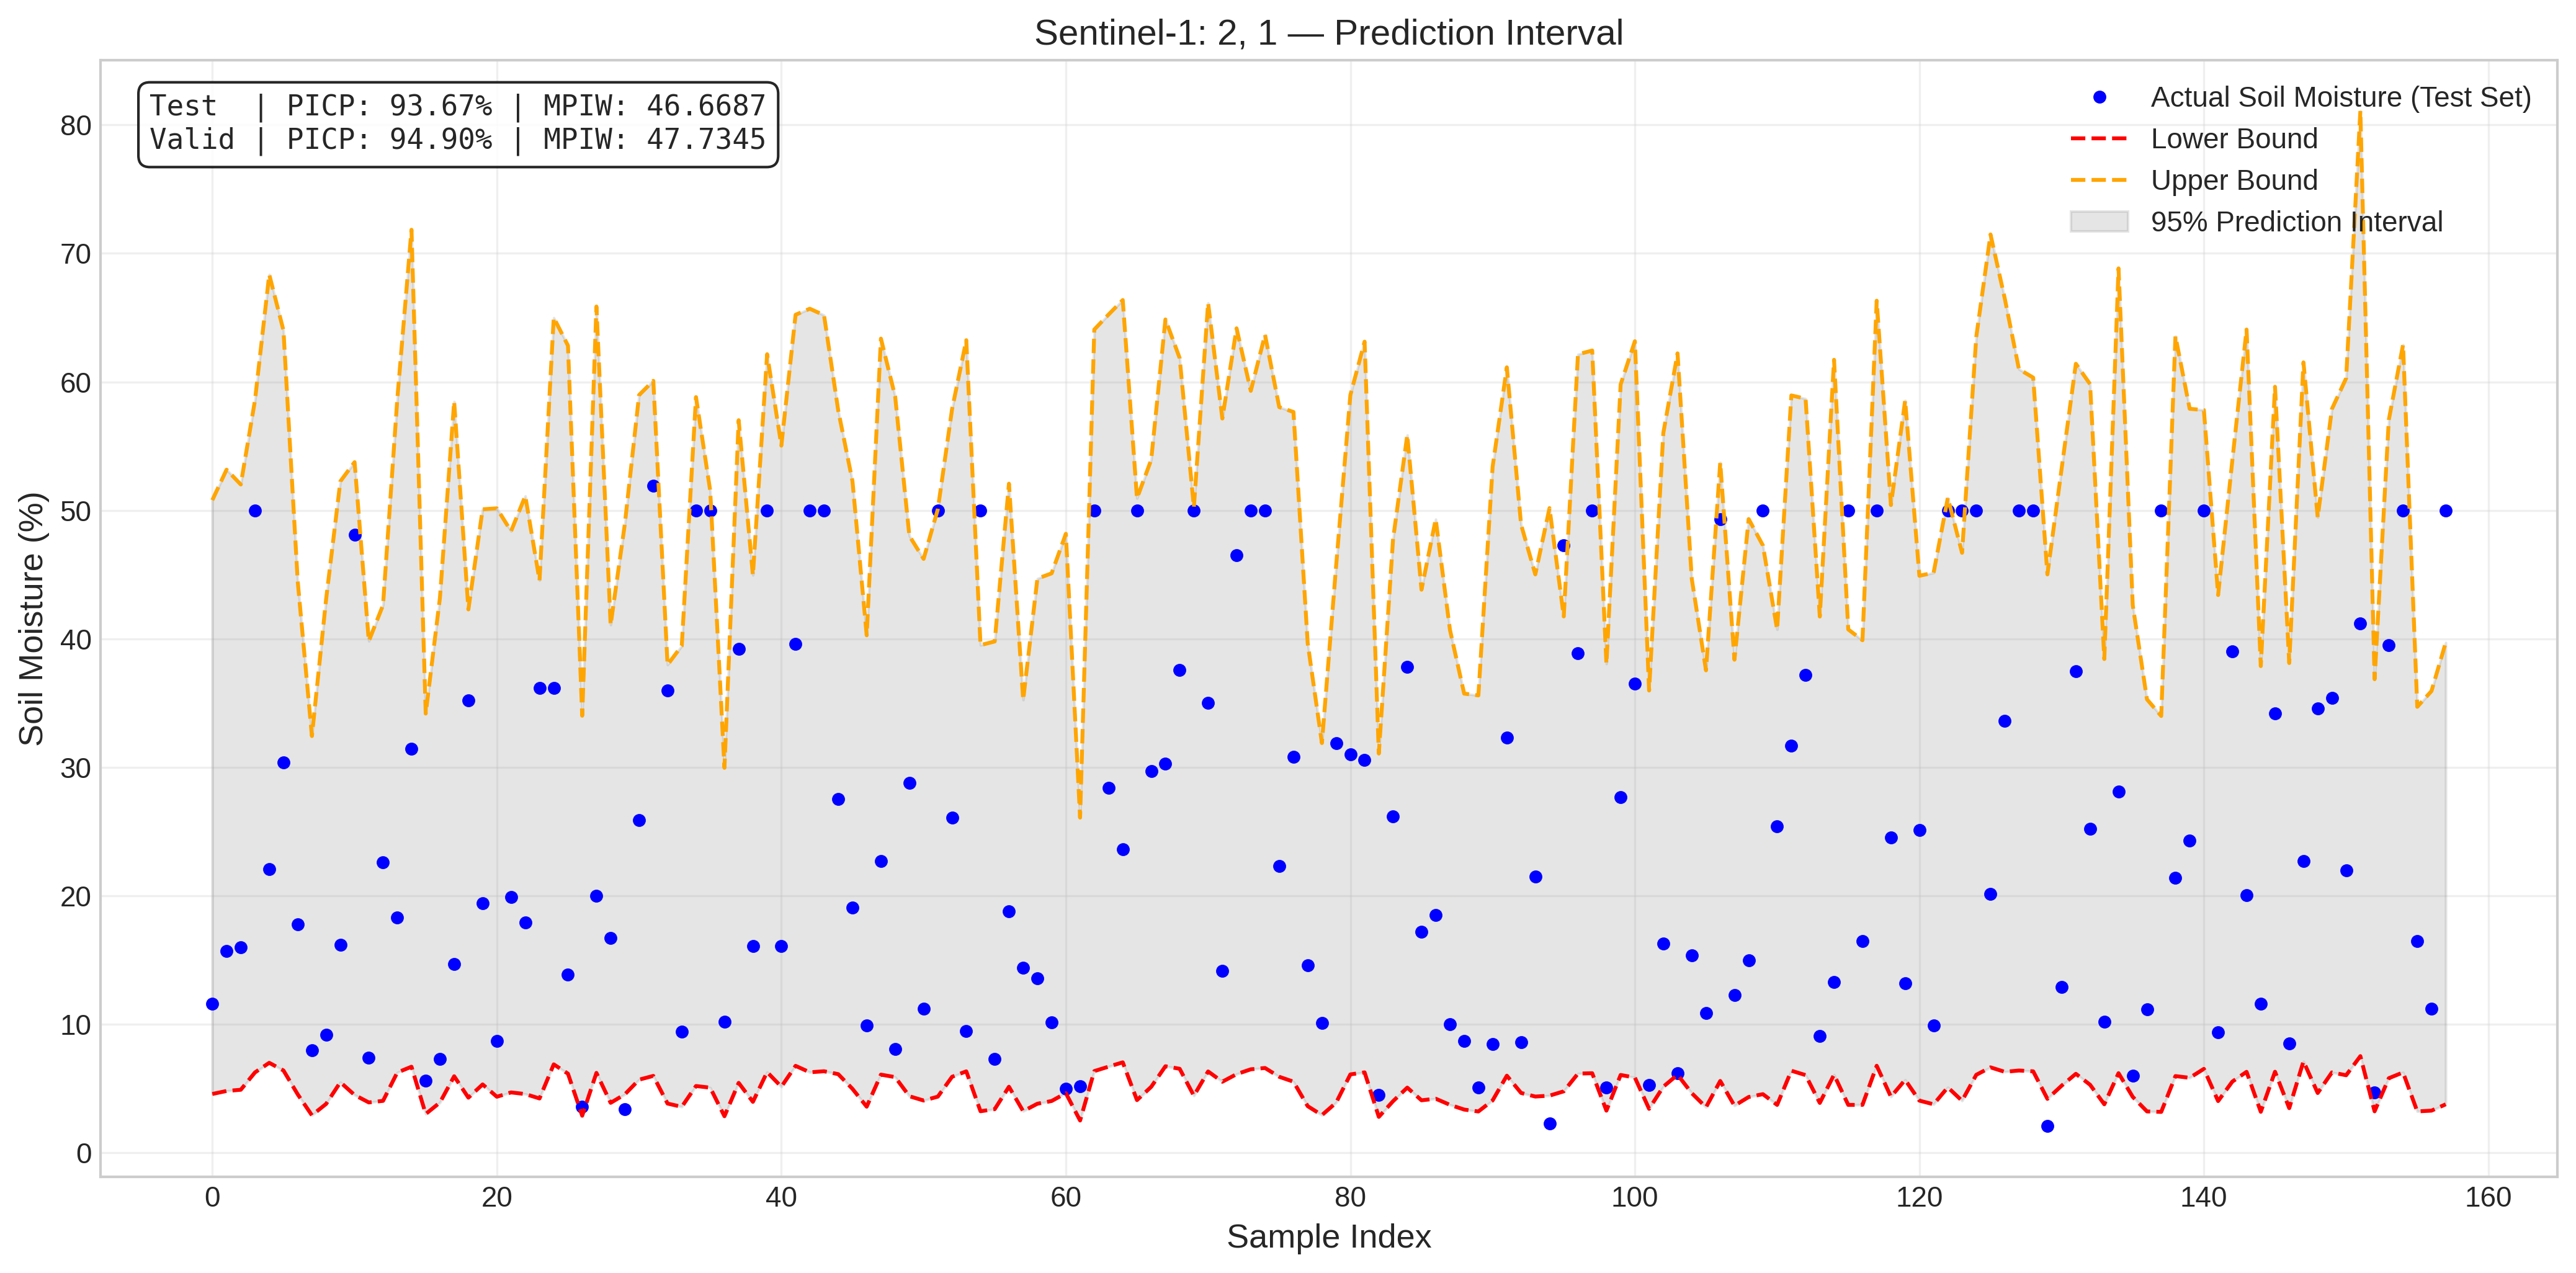 Sentinel-1: 2, 1 — Prediction Interval
Test  | PICP: 93.67% | MPIW: 46.6687
Valid | PICP: 94.90% | MPIW: 47.7345
Actual Soil Moisture (Test Set)
Lower Bound
Upper Bound
95% Prediction Interval
Soil Moisture (%)
80
70
60
50
40
30
20
10
0
0 20 40 60 80 100 120 140 160
Sample Index